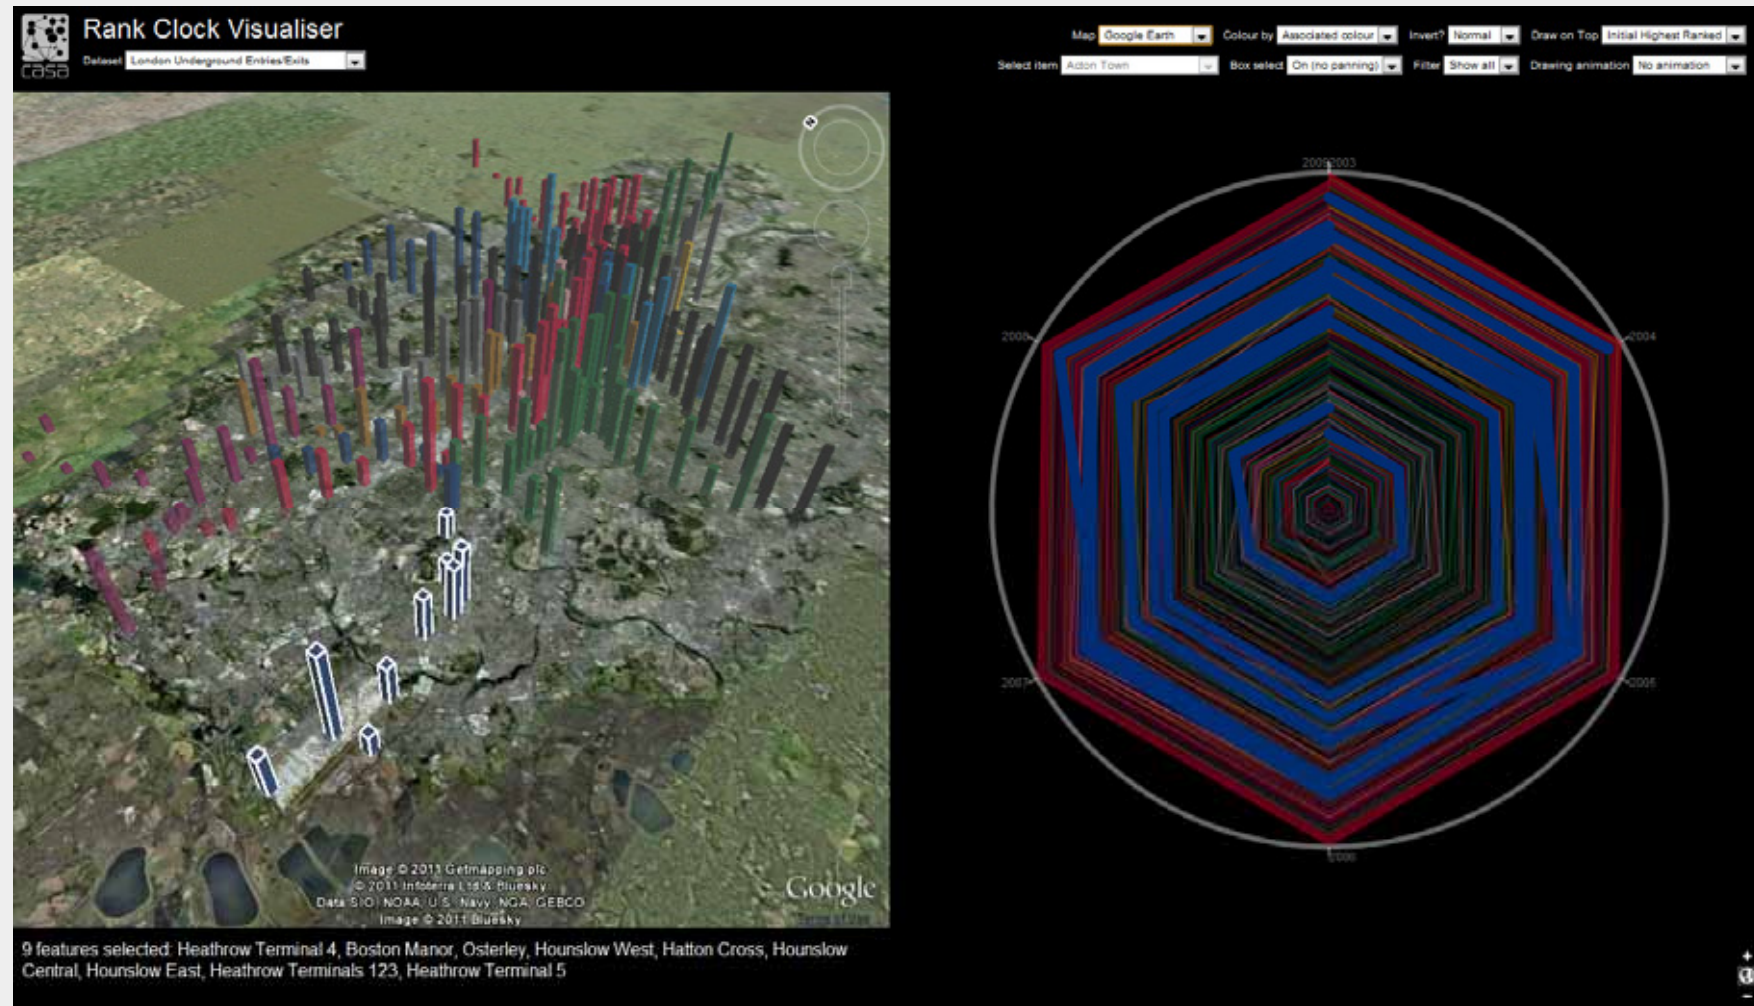 casa
Rank Clock Visualiser
Dataset London Underground Entries/Exits
Map Google Earth Colour by Associated colour Invert? Normal Draw on Top Initial Highest Ranked
Select item Acton Town Box select On (no panning) Filter Show all Drawing animation No animation
20092003
2008
2004
2007
2005
2006
Image © 2011 Getmapping plc
© 2011 Infoterra Ltd & Bluesky
Data SIO, NOAA, U.S. Navy, NGA, GEBCO
Image © 2011 Bluesky
Google
Terms of Use
9 features selected: Heathrow Terminal 4, Boston Manor, Osterley, Hounslow West, Hatton Cross, Hounslow
Central, Hounslow East, Heathrow Terminals 123, Heathrow Terminal 5